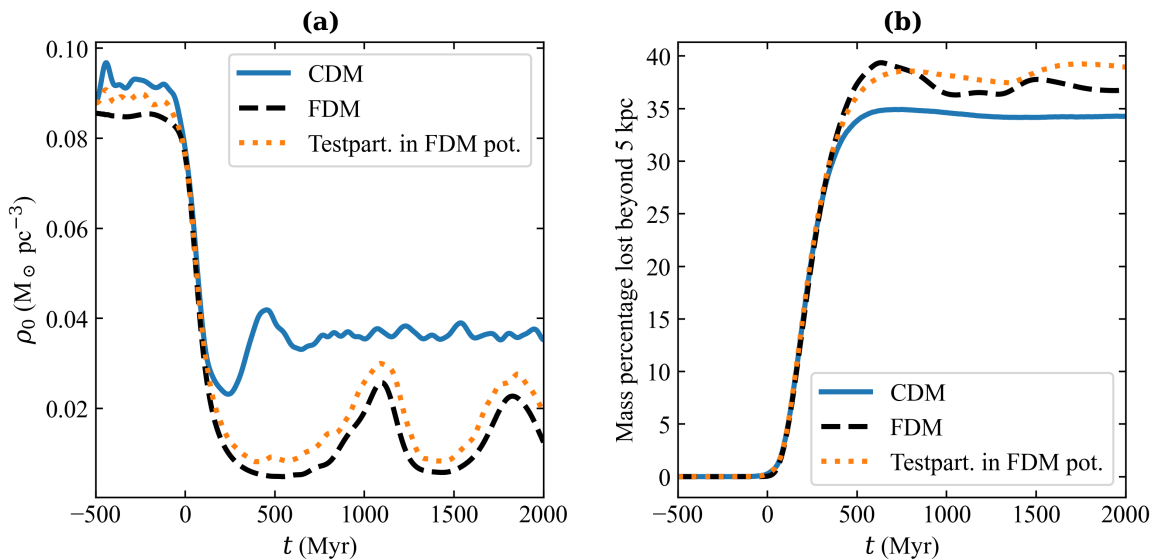 (a)
0.10
0.08
0.06
0.04
0.02
ρ₀ (M⊙ pc⁻³)
CDM
FDM
Testpart. in FDM pot.
−500
0
500
1000
1500
2000
t (Myr)
(b)
40
35
30
25
20
15
10
5
0
Mass percentage lost beyond 5 kpc
CDM
FDM
Testpart. in FDM pot.
−500
0
500
1000
1500
2000
t (Myr)